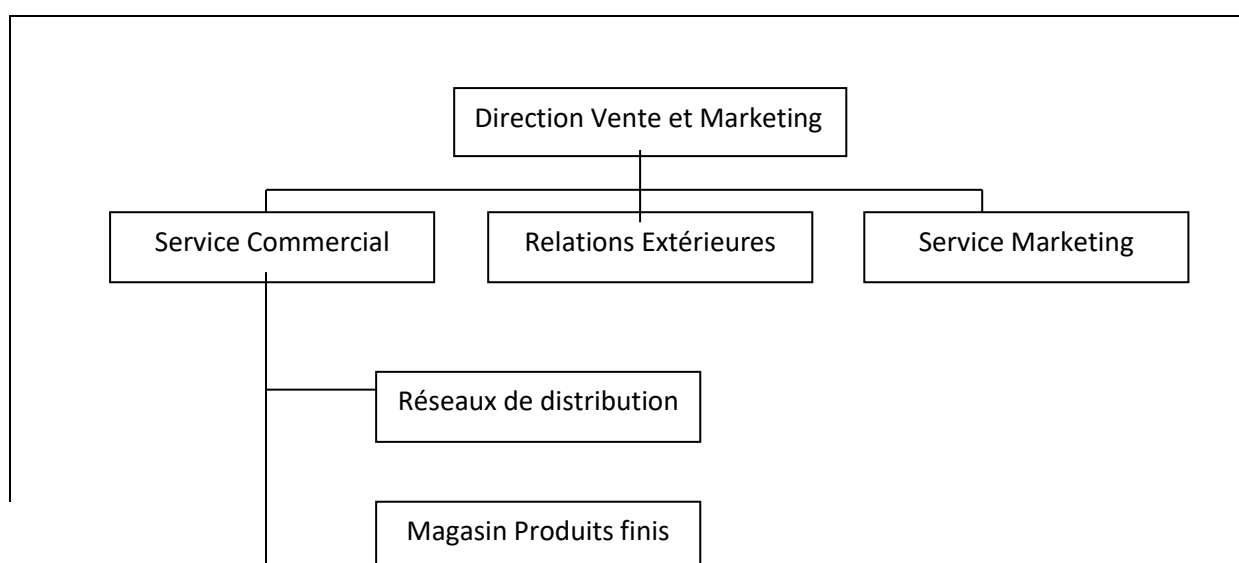 Direction Vente et Marketing
Service Commercial
Relations Extérieures
Service Marketing
Réseaux de distribution
Magasin Produits finis